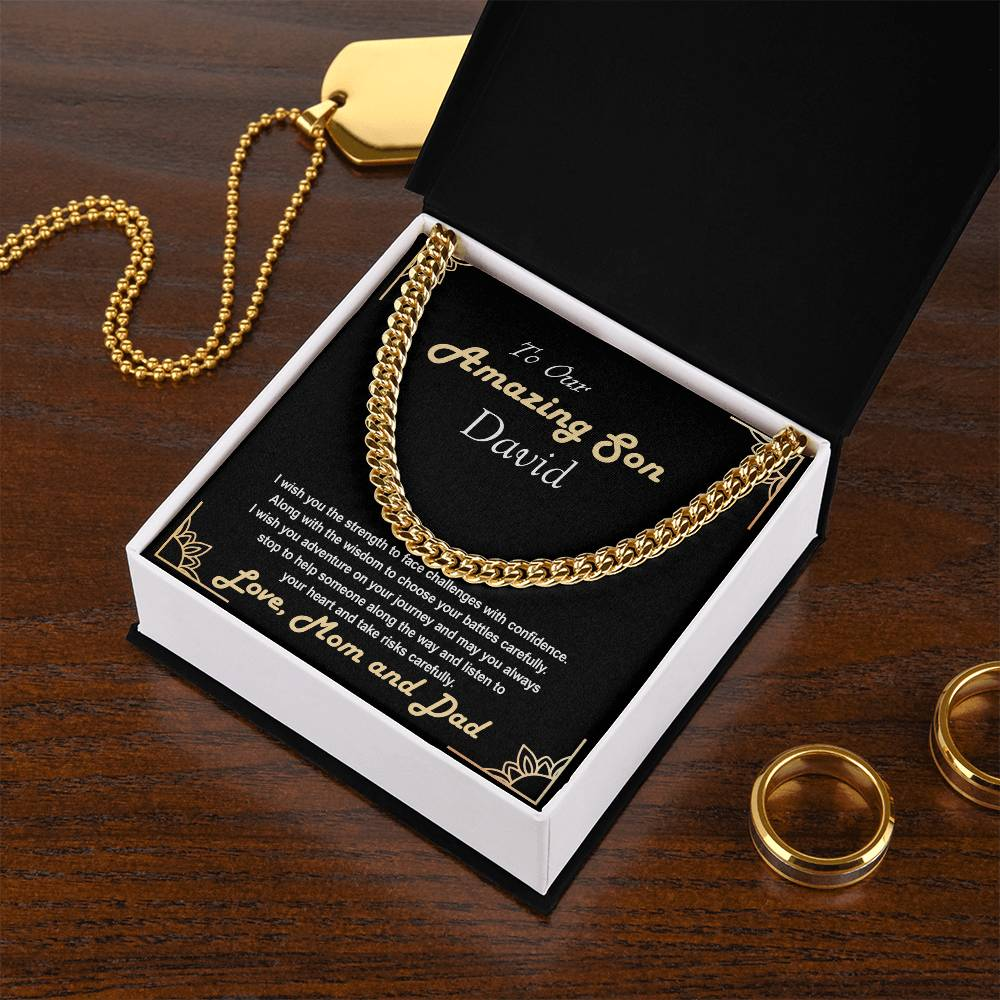 To Our
Amazing Son
David
I wish you the strength to face challenges with confidence.
Along with the wisdom to choose your battles carefully.
I wish you adventure on your journey and may you always
stop to help someone along the way and listen to
your heart and take risks carefully.
Love, Mom and Dad